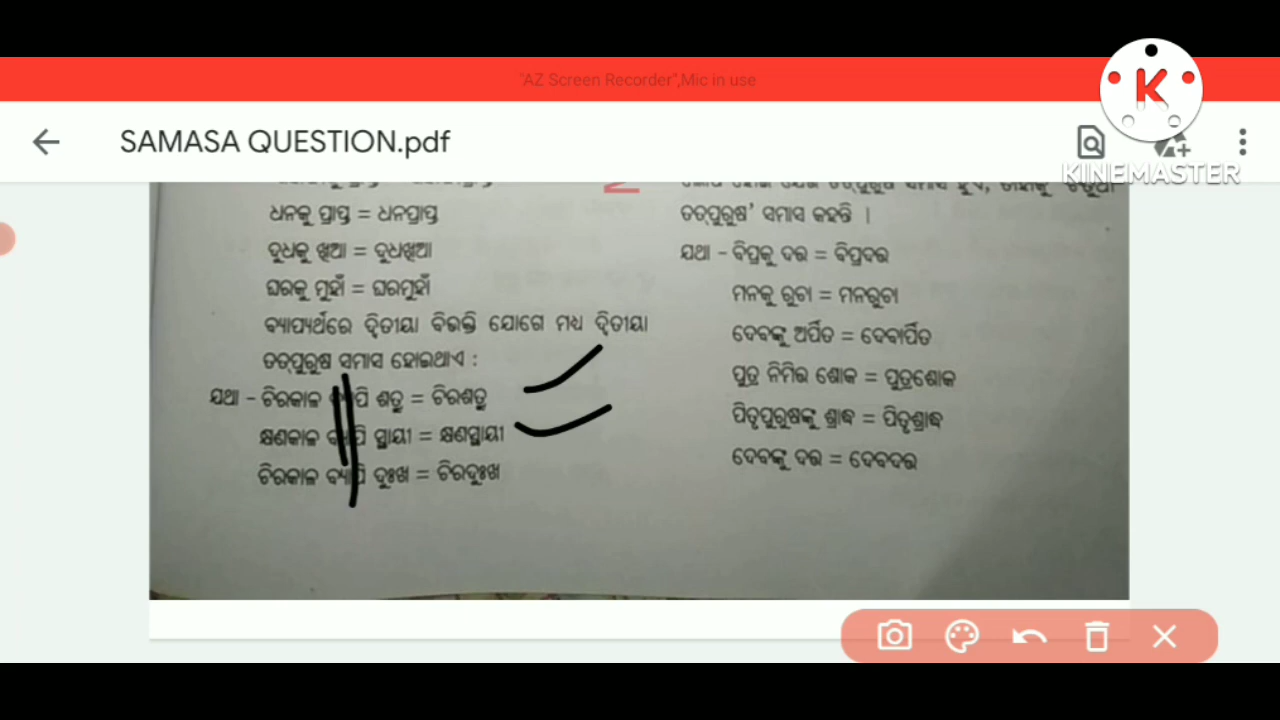 "AZ Screen Recorder",Mic in use
K
SAMASA QUESTION.pdf
KINEMASTER
ଧନକୁ ପ୍ରାପ୍ତ = ଧନପ୍ରାପ୍ତ
ଦୁଧକୁ ଖିଆ = ଦୁଧଖିଆ
ଘରକୁ ମୁହାଁ = ଘରମୁହାଁ
ବ୍ୟାପ୍ୟର୍ଥରେ ଦ୍ୱିତୀୟା ବିଭକ୍ତି ଯୋଗେ ମଧ୍ୟ ଦ୍ୱିତୀୟା
ତତ୍‌ପୁରୁଷ ସମାସ ହୋଇଥାଏ :
ଯଥା – ଚିରକାଳ ବ୍ୟାପି ଶତ୍ରୁ = ଚିରଶତ୍ରୁ
କ୍ଷଣକାଳ ବ୍ୟାପି ସ୍ଥାୟୀ = କ୍ଷଣସ୍ଥାୟୀ
ଚିରକାଳ ବ୍ୟାପି ଦୁଃଖ = ଚିରଦୁଃଖ
ତତ୍‌ପୁରୁଷ’ ସମାସ କହନ୍ତି ।
ଯଥା – ବିପ୍ରକୁ ଦତ୍ତ = ବିପ୍ରଦତ୍ତ
ମନକୁ ରୁଚା = ମନରୁଚା
ଦେବଙ୍କୁ ଅର୍ପିତ = ଦେବାର୍ପିତ
ପୁତ୍ର ନିମିତ୍ତ ଶୋକ = ପୁତ୍ରଶୋକ
ପିତୃପୁରୁଷଙ୍କୁ ଶ୍ରାଦ୍ଧ = ପିତୃଶ୍ରାଦ୍ଧ
ଦେବଙ୍କୁ ଦତ୍ତ = ଦେବଦତ୍ତ